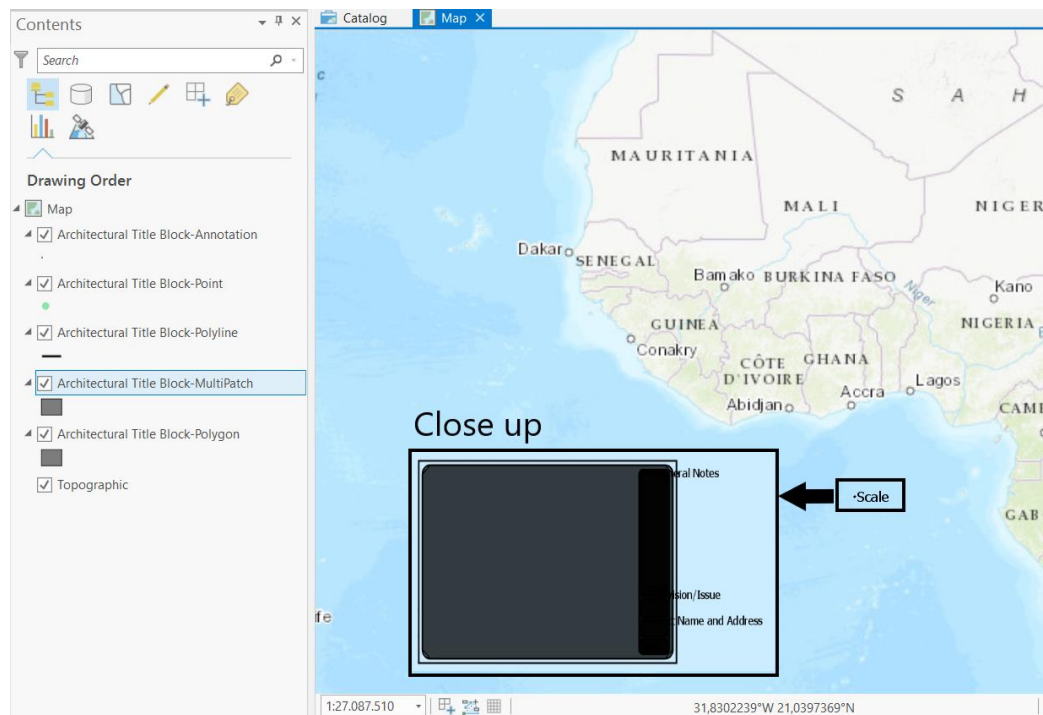 Contents
Search
Drawing Order
Map
Architectural Title Block-Annotation
Architectural Title Block-Point
Architectural Title Block-Polyline
Architectural Title Block-MultiPatch
Architectural Title Block-Polygon
Topographic
Catalog
Map
S A H
MAURITANIA
MALI
NIGER
Dakar
SENEGAL
Bamako
BURKINA FASO
Niger
Kano
GUINEA
NIGERIA
Conakry
CÔTE
D'IVOIRE
GHANA
Accra
Lagos
Abidjan
CAME
GAB
Close up
eral Notes
Scale
ision/Issue
Name and Address
fe
1:27.087.510
31,8302239°W 21,0397369°N